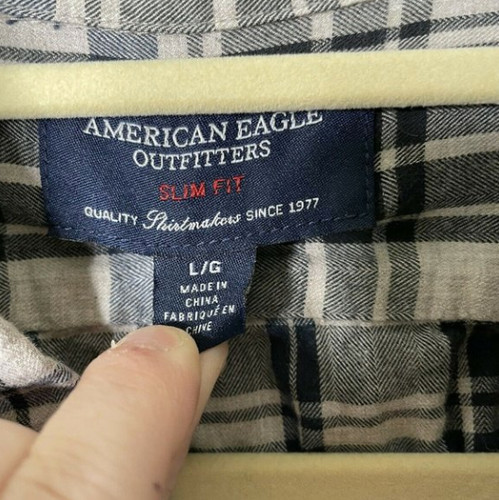 AMERICAN EAGLE
OUTFITTERS
SLIM FIT
QUALITY Shirtmakers SINCE 1977
L/G
MADE IN
CHINA
FABRIQUÉ EN
CHINE